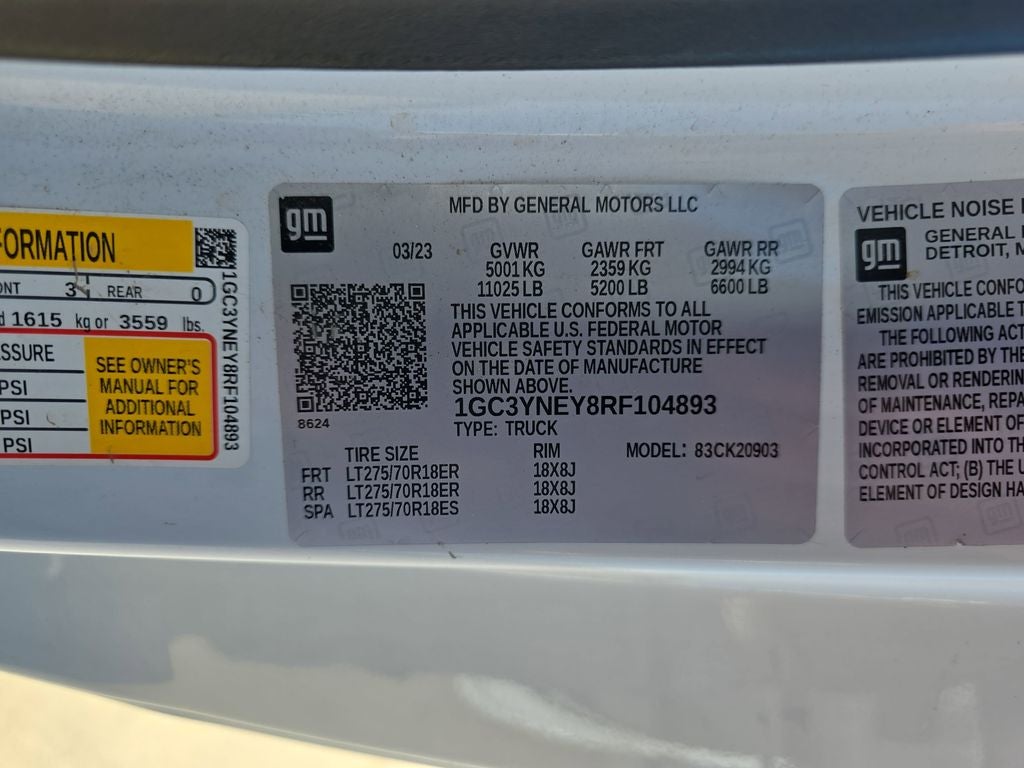 FORMATION
ONT 3 REAR 0
1615 kg or 3559 lbs.
SSURE
PSI
PSI
PSI
SEE OWNER'S
MANUAL FOR
ADDITIONAL
INFORMATION
1GC3YNEY8RF104893
gm
MFD BY GENERAL MOTORS LLC
03/23 GVWR GAWR FRT GAWR RR
5001 KG 2359 KG 2994 KG
11025 LB 5200 LB 6600 LB
THIS VEHICLE CONFORMS TO ALL
APPLICABLE U.S. FEDERAL MOTOR
VEHICLE SAFETY STANDARDS IN EFFECT
ON THE DATE OF MANUFACTURE
SHOWN ABOVE.
1GC3YNEY8RF104893
8624
TYPE: TRUCK
TIRE SIZE RIM MODEL: 83CK20903
FRT LT275/70R18ER 18X8J
RR LT275/70R18ER 18X8J
SPA LT275/70R18ES 18X8J
VEHICLE NOISE
gm
GENERAL
DETROIT, M
THIS VEHICLE CONFO
EMISSION APPLICABLE T
THE FOLLOWING ACT
ARE PROHIBITED BY THE
REMOVAL OR RENDERIN
OF MAINTENANCE, REPA
DEVICE OR ELEMENT OF
INCORPORATED INTO TH
CONTROL ACT; (B) THE U
ELEMENT OF DESIGN HA